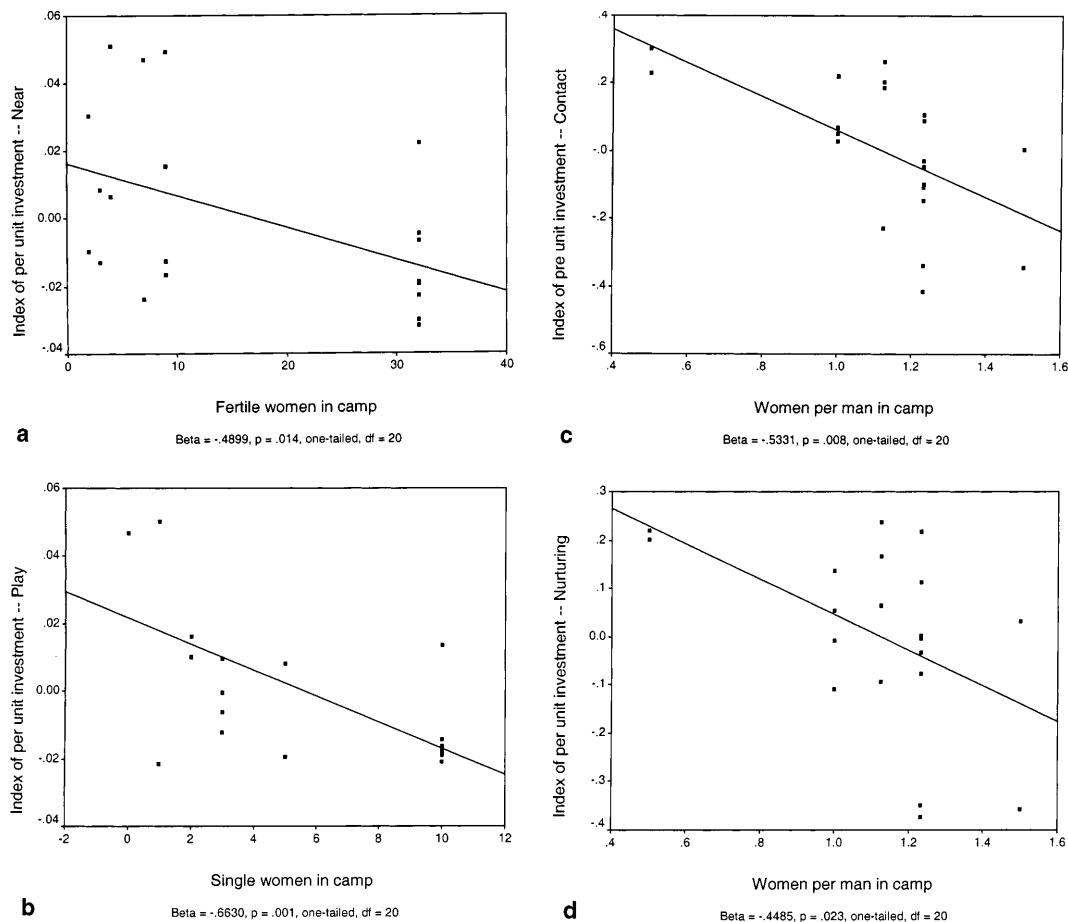 .06
.04
.02
0.00
-.02
-.04
Index of per unit investment -- Near
0 10 20 30 40
Fertile women in camp
a
Beta = -.4899, p = .014, one-tailed, df = 20
.4
.2
-.0
-.2
-.4
-.6
Index of pre unit investment -- Contact
.4 .6 .8 1.0 1.2 1.4 1.6
Women per man in camp
c
Beta = -.5331, p = .008, one-tailed, df = 20
.06
.04
.02
0.00
-.02
-.04
Index of per unit investment -- Play
-2 0 2 4 6 8 10 12
Single women in camp
b
Beta = -.6630, p = .001, one-tailed, df = 20
.3
.2
.1
0.0
-.1
-.2
-.3
-.4
Index of per unit investment -- Nurturing
.4 .6 .8 1.0 1.2 1.4 1.6
Women per man in camp
d
Beta = -.4485, p = .023, one-tailed, df = 20